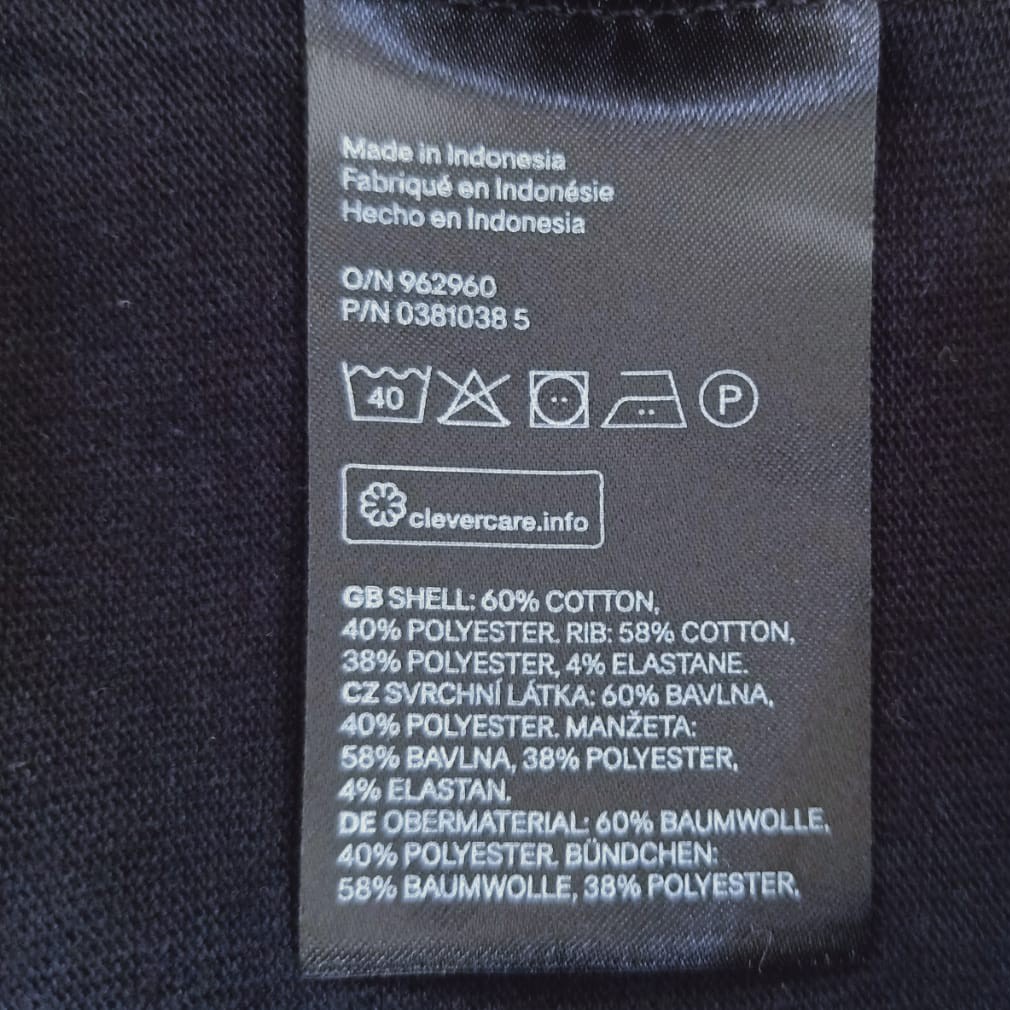 Made in Indonesia
Fabriqué en Indonésie
Hecho en Indonesia
O/N 962960
P/N 0381038 5
40 P
clevercare.info
GB SHELL: 60% COTTON,
40% POLYESTER. RIB: 58% COTTON,
38% POLYESTER, 4% ELASTANE.
CZ SVRCHNÍ LÁTKA: 60% BAVLNA,
40% POLYESTER. MANŽETA:
58% BAVLNA, 38% POLYESTER,
4% ELASTAN.
DE OBERMATERIAL: 60% BAUMWOLLE,
40% POLYESTER. BÜNDCHEN:
58% BAUMWOLLE, 38% POLYESTER,